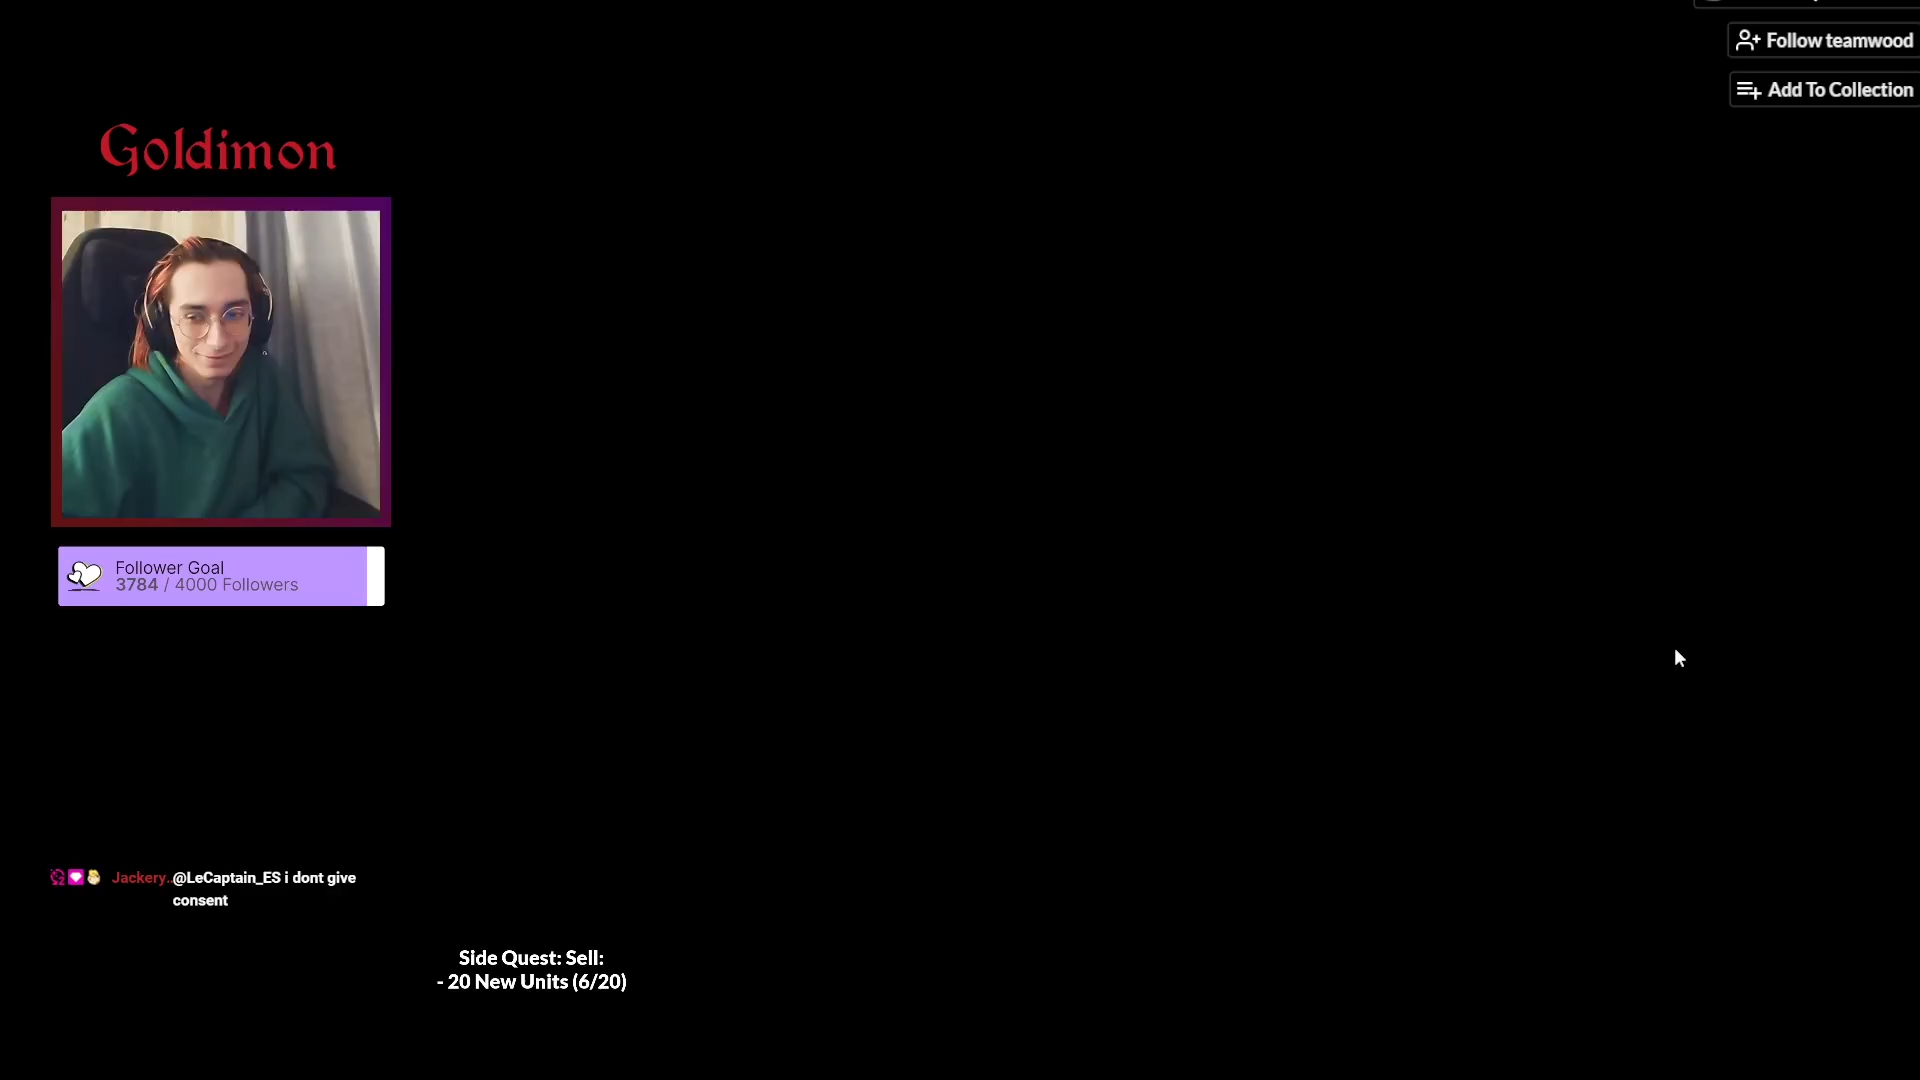 Follow teamwood
Add To Collection
Goldimon
Follower Goal
3784 / 4000 Followers
Jackery.. @LeCaptain_ES i dont give
consent
Side Quest: Sell:
- 20 New Units (6/20)